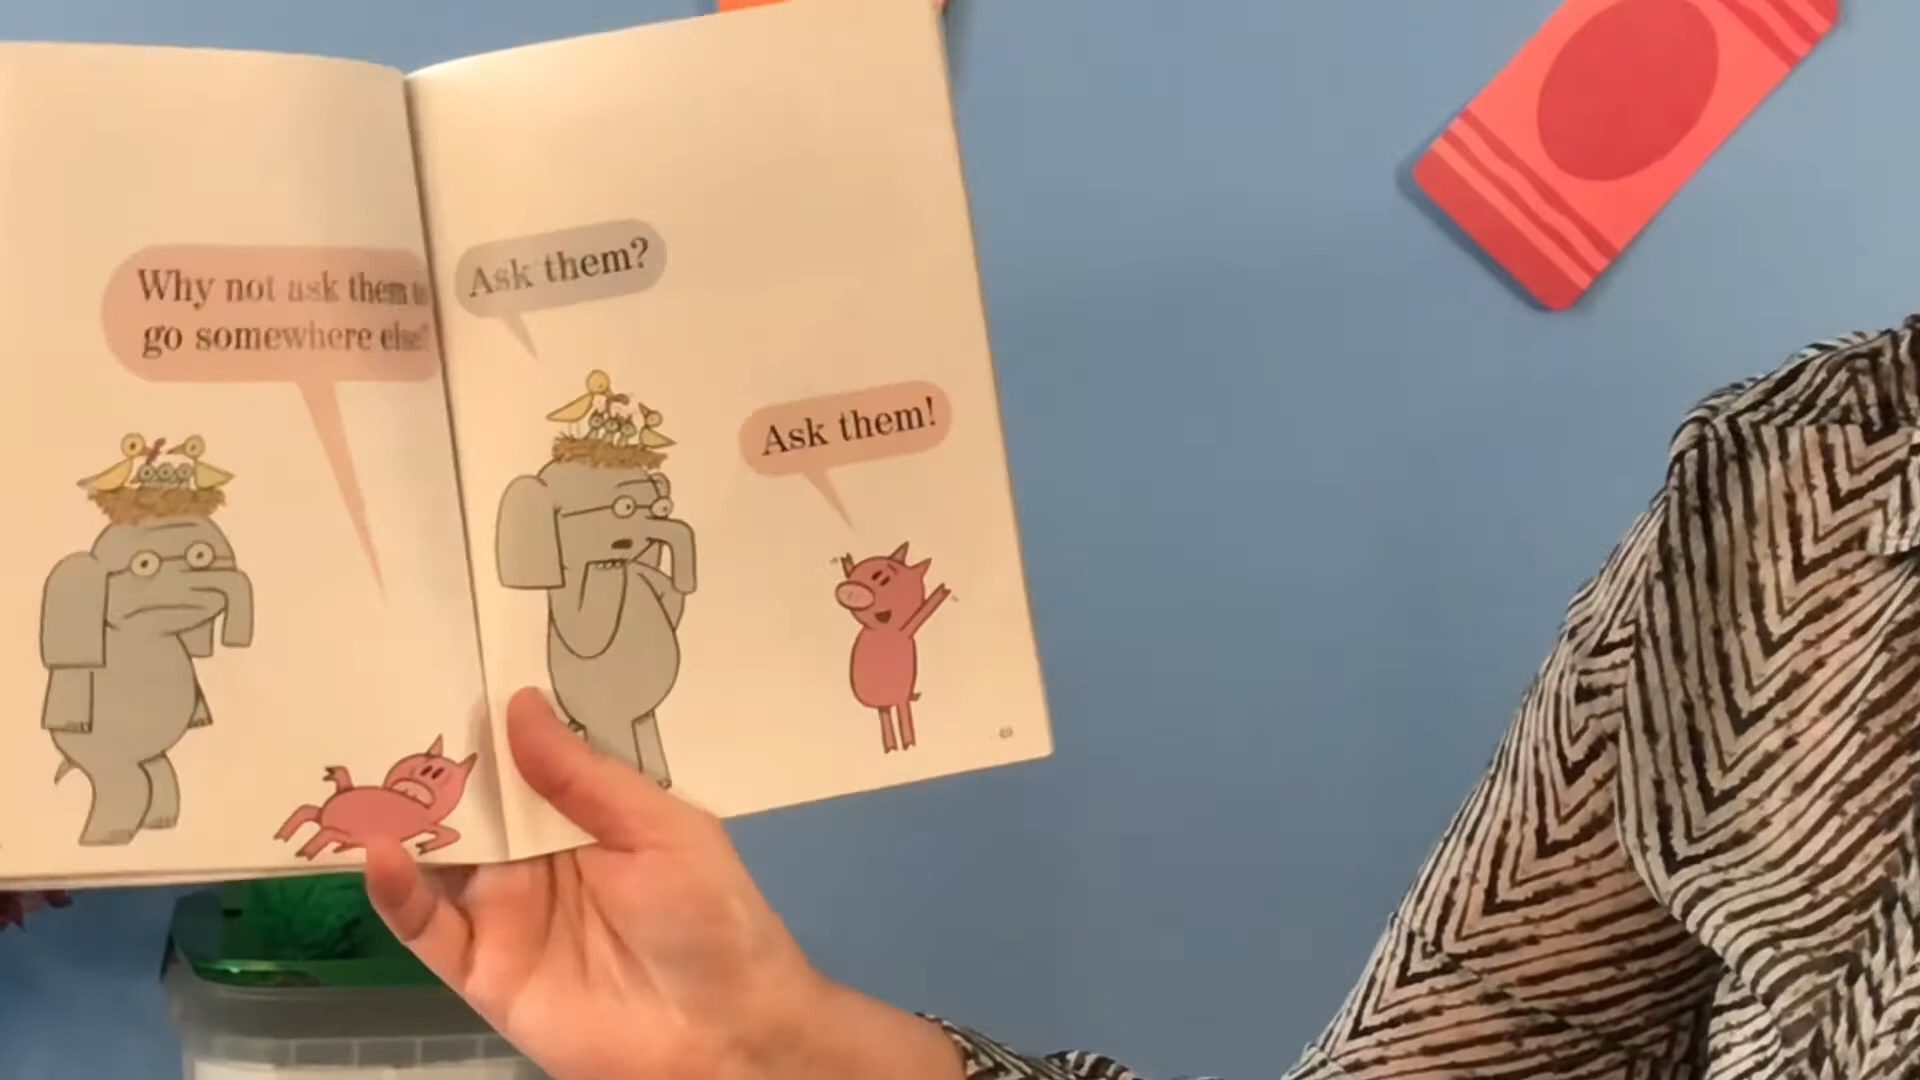 Why not ask them to
go somewhere else?
Ask them?
Ask them!